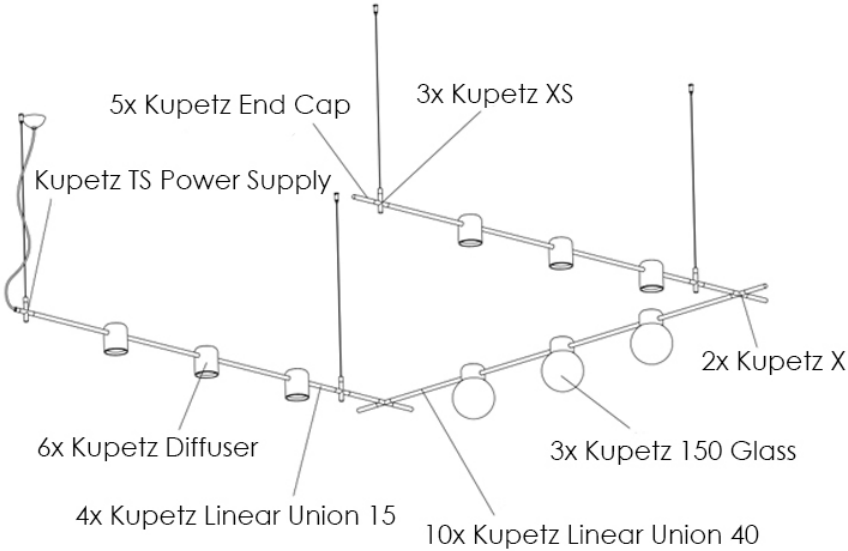 5x Kupetz End Cap
3x Kupetz XS
Kupetz TS Power Supply
2x Kupetz X
6x Kupetz Diffuser
3x Kupetz 150 Glass
4x Kupetz Linear Union 15
10x Kupetz Linear Union 40